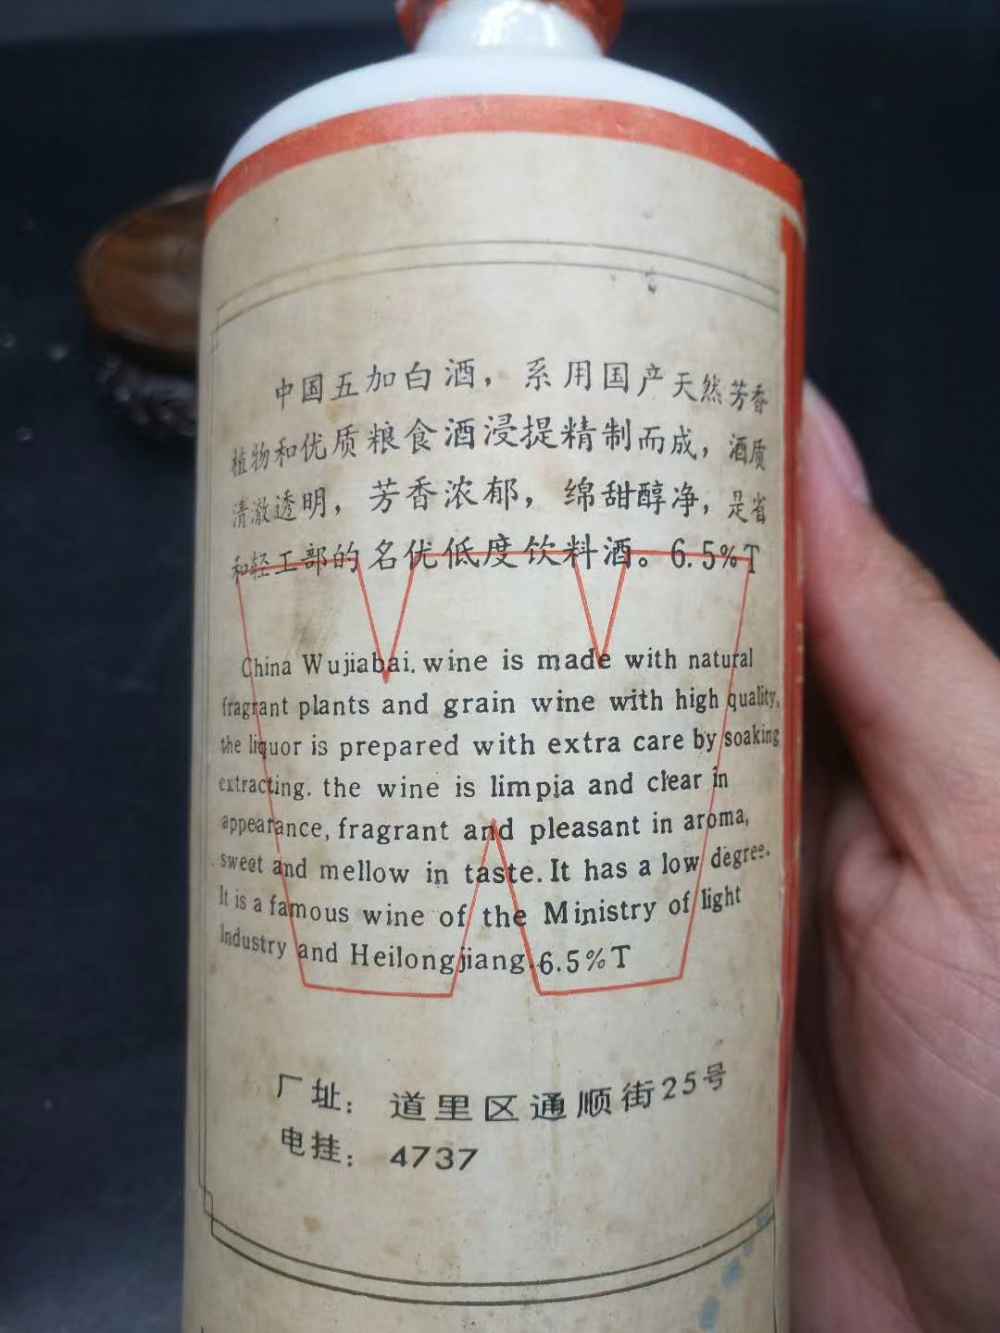 中国五加白酒，系用国产天然芳香
植物和优质粮食酒浸提精制而成，酒质
清澈透明，芳香浓郁，绵甜醇净，是省
和轻工部的名优低度饮料酒。6.5%T
China Wujiabai. wine is made with natural
fragrant plants and grain wine with high quality,
the liquor is prepared with extra care by soaking
extracting. the wine is limpia and clear in
appearance, fragrant and pleasant in aroma,
sweet and mellow in taste. It has a low degree.
It is a famous wine of the Ministry of light
Industry and Heilongjiang.6.5%T
厂址：道里区通顺街25号
电挂：4737